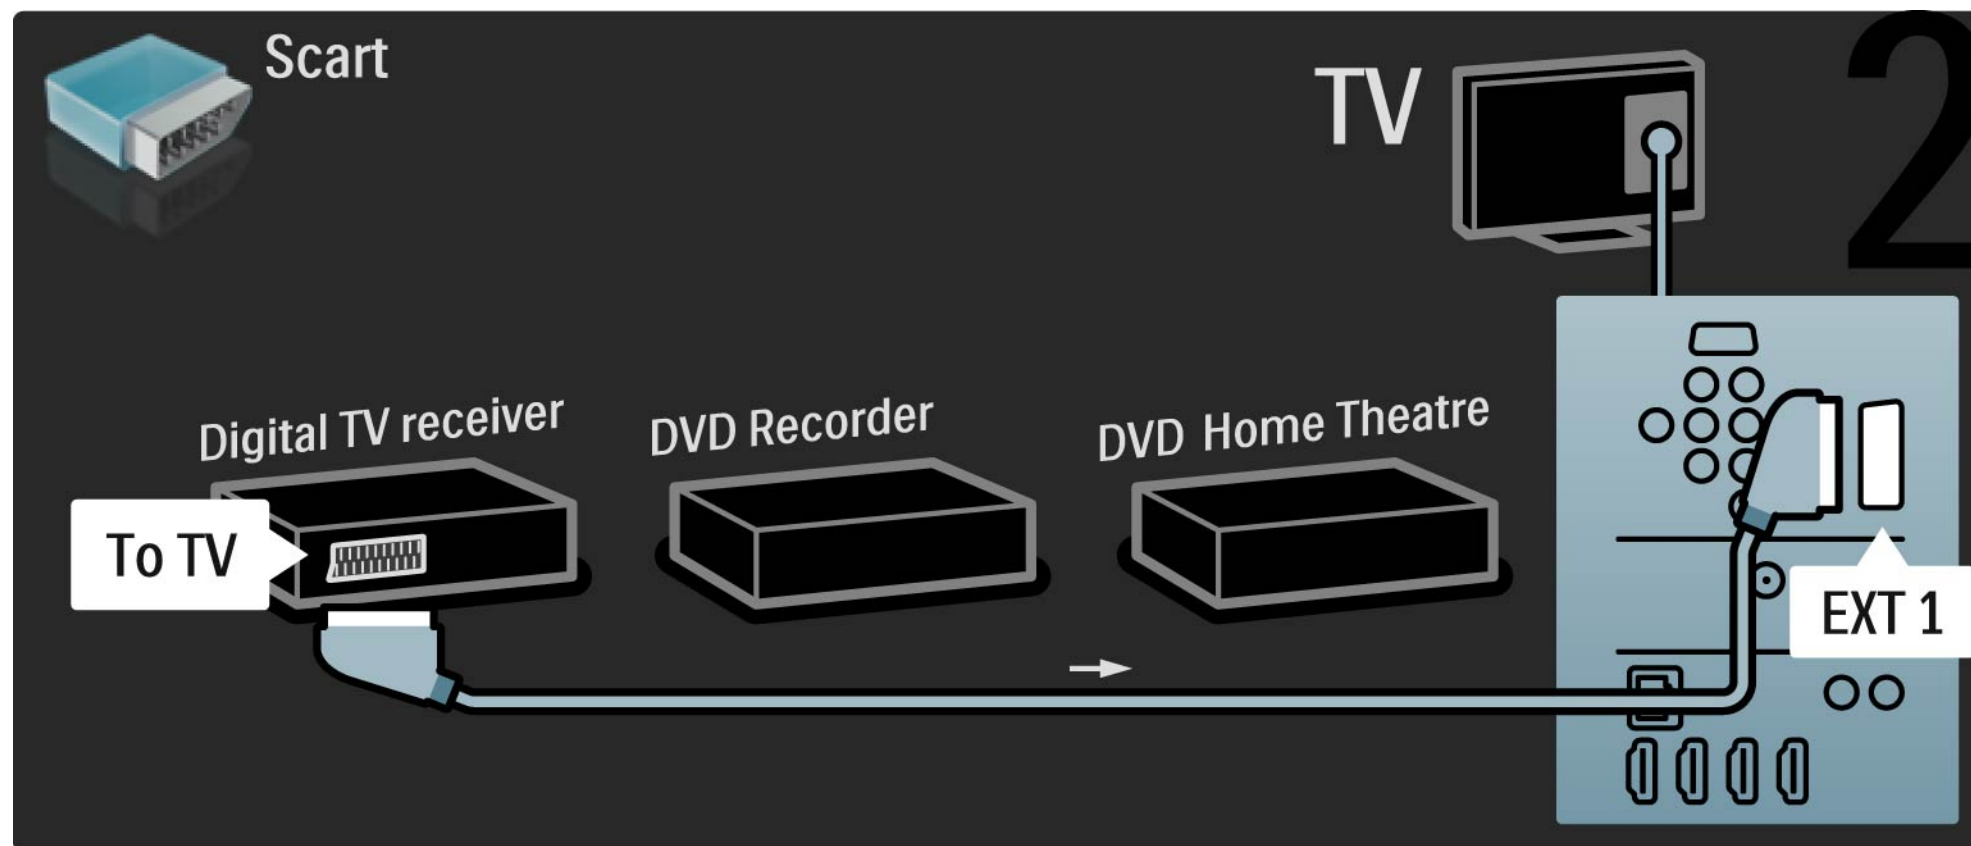 Scart
TV
2
Digital TV receiver
DVD Recorder
DVD Home Theatre
To TV
EXT 1